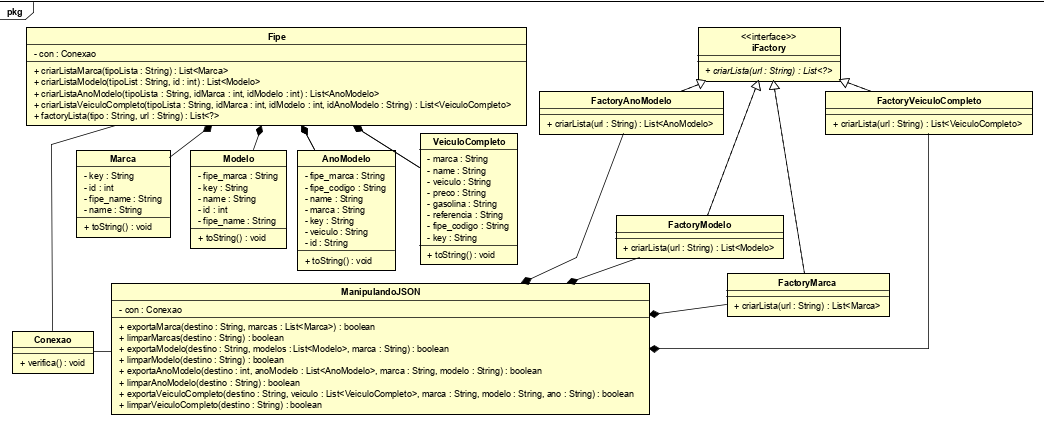 pkg
Fipe
- con : Conexao
+ criarListaMarca(tipoLista : String) : List<Marca>
+ criarListaModelo(tipoList : String, id : int) : List<Modelo>
+ criarListaAnoModelo(tipoLista : String, idMarca : int, idModelo : int) : List<AnoModelo>
+ criarListaVeiculoCompleto(tipoLista : String, idMarca : int, idModelo : int, idAnoModelo : String) : List<VeiculoCompleto>
+ factoryLista(tipo : String, url : String) : List<?>
<<interface>>
iFactory
+ criarLista(url : String) : List<?>
FactoryAnoModelo
+ criarLista(url : String) : List<AnoModelo>
FactoryVeiculoCompleto
+ criarLista(url : String) : List<VeiculoCompleto>
Marca
- key : String
- id : int
- fipe_name : String
- name : String
+ toString() : void
Modelo
- fipe_marca : String
- key : String
- name : String
- id : int
- fipe_name : String
+ toString() : void
AnoModelo
- fipe_marca : String
- fipe_codigo : String
- name : String
- marca : String
- key : String
- veiculo : String
- id : String
+ toString() : void
VeiculoCompleto
- marca : String
- name : String
- veiculo : String
- preco : String
- gasolina : String
- referencia : String
- fipe_codigo : String
- key : String
+ toString() : void
FactoryModelo
+ criarLista(url : String) : List<Modelo>
FactoryMarca
+ criarLista(url : String) : List<Marca>
ManipulandoJSON
- con : Conexao
+ exportaMarca(destino : String, marcas : List<Marca>) : boolean
+ limparMarcas(destino : String) : boolean
+ exportaModelo(destino : String, modelos : List<Modelo>, marca : String) : boolean
+ limparModelo(destino : String) : boolean
+ exportaAnoModelo(destino : int, anoModelo : List<AnoModelo>, marca : String, modelo : String) : boolean
+ limparAnoModelo(destino : String) : boolean
+ exportaVeiculoCompleto(destino : String, veiculo : List<VeiculoCompleto>, marca : String, modelo : String, ano : String) : boolean
+ limparVeiculoCompleto(destino : String) : boolean
Conexao
+ verifica() : void